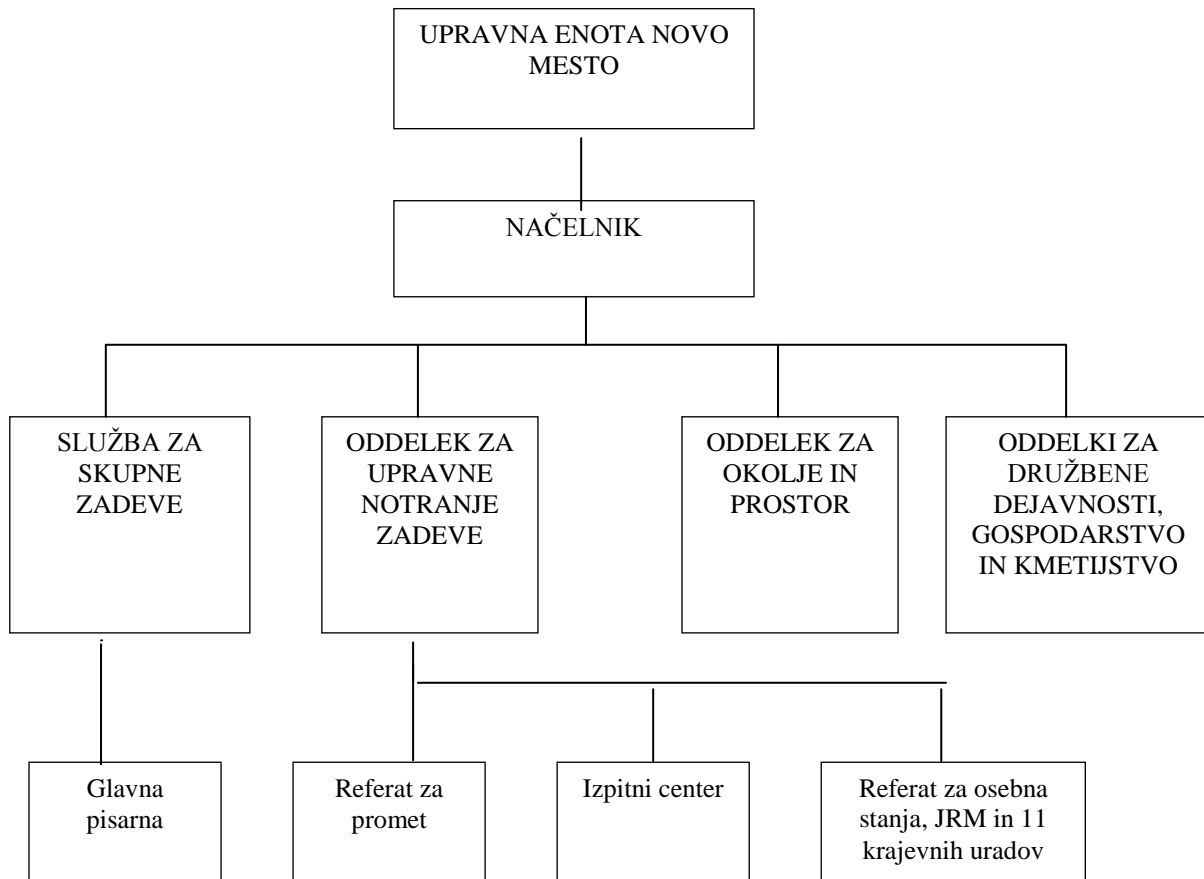 UPRAVNA ENOTA NOVO
MESTO
NAČELNIK
SLUŽBA ZA
SKUPNE
ZADEVE
ODDELEK ZA
UPRAVNE
NOTRANJE
ZADEVE
ODDELEK ZA
OKOLJE IN
PROSTOR
ODDELKI ZA
DRUŽBENE
DEJAVNOSTI,
GOSPODARSTVO
IN KMETIJSTVO
Glavna
pisarna
Referat za
promet
Izpitni center
Referat za osebna
stanja, JRM in 11
krajevnih uradov